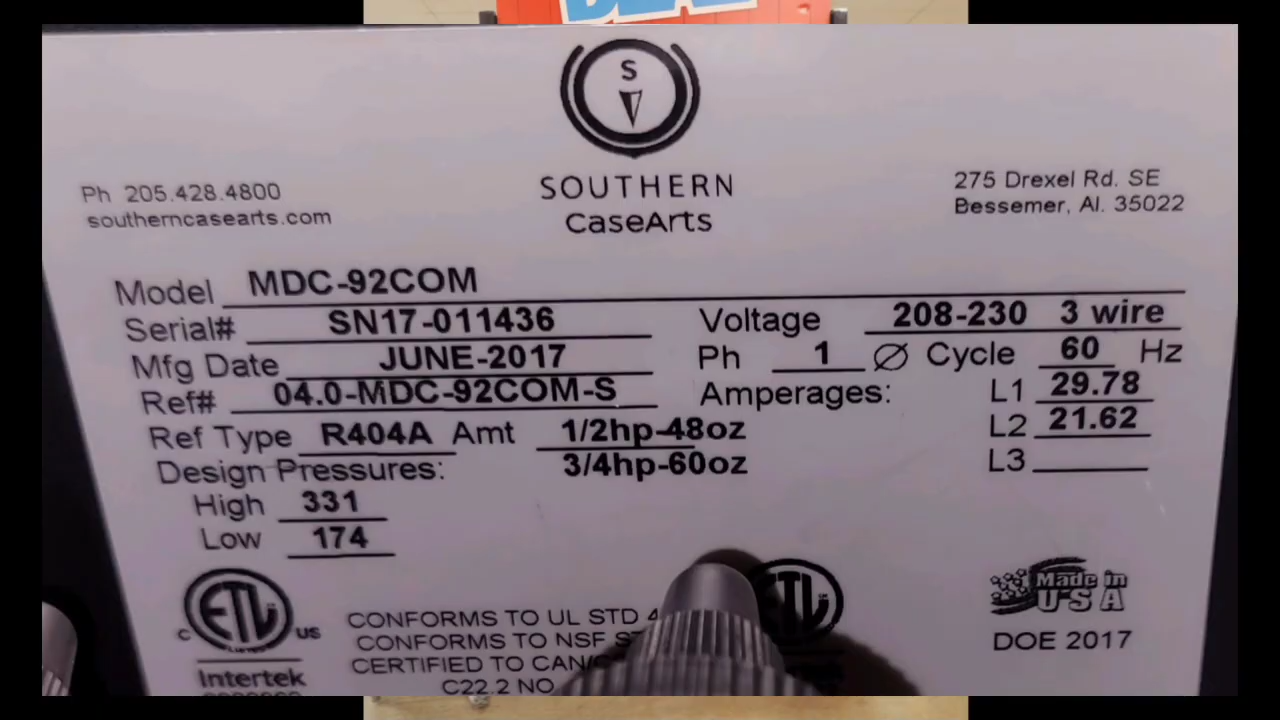 S
SOUTHERN
CaseArts
Ph 205.428.4800
southerncasearts.com
275 Drexel Rd. SE
Bessemer, Al. 35022
Model MDC-92COM
Serial# SN17-011436
Mfg Date JUNE-2017
Ref# 04.0-MDC-92COM-S
Voltage 208-230 3 wire
Ph 1 Ø Cycle 60 Hz
Amperages: L1 29.78
L2 21.62
L3
Ref Type R404A Amt 1/2hp-48oz
3/4hp-60oz
Design Pressures:
High 331
Low 174
C ETL US
Intertek
CONFORMS TO UL STD
CONFORMS TO NSF
CERTIFIED TO
C22.2 NO
ETL
Made in
USA
DOE 2017